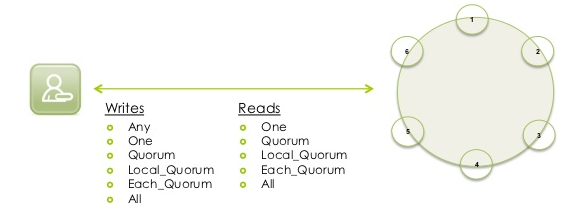 1
6
2
Writes
Any
One
Quorum
Local_Quorum
Each_Quorum
All
Reads
One
Quorum
Local_Quorum
Each_Quorum
All
5
3
4